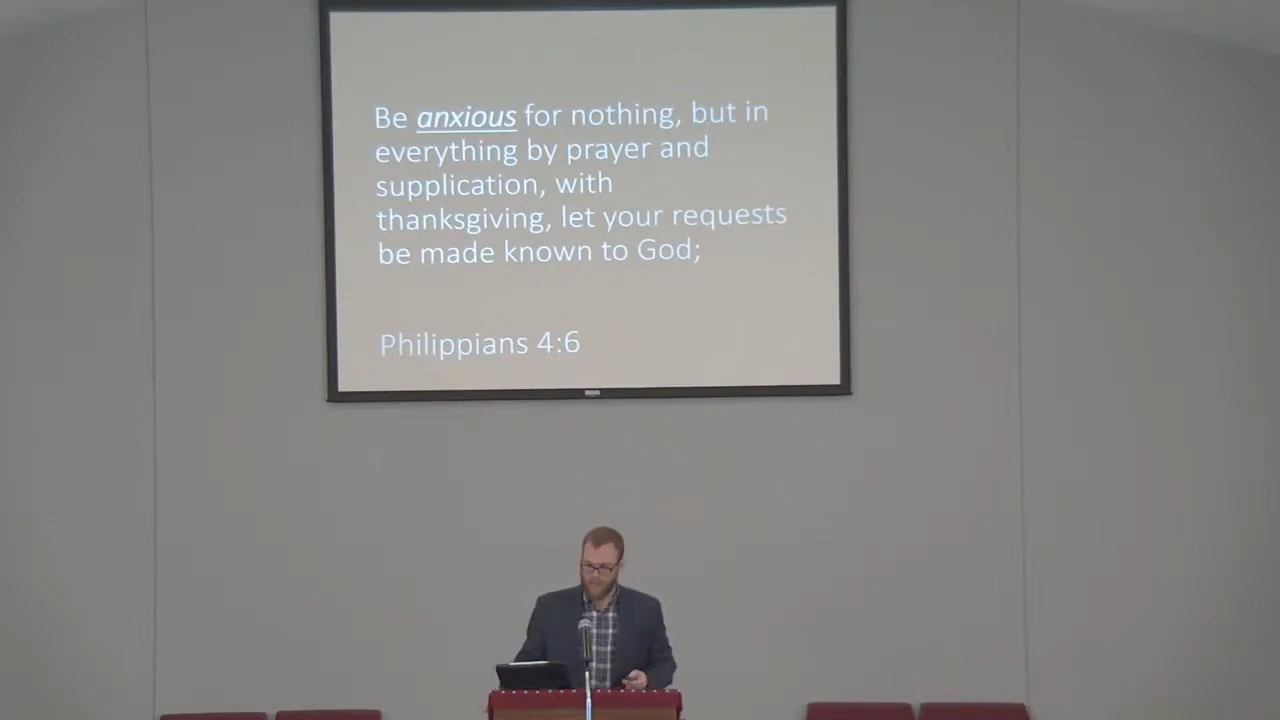 Be anxious for nothing, but in
everything by prayer and
supplication, with
thanksgiving, let your requests
be made known to God;
Philippians 4:6